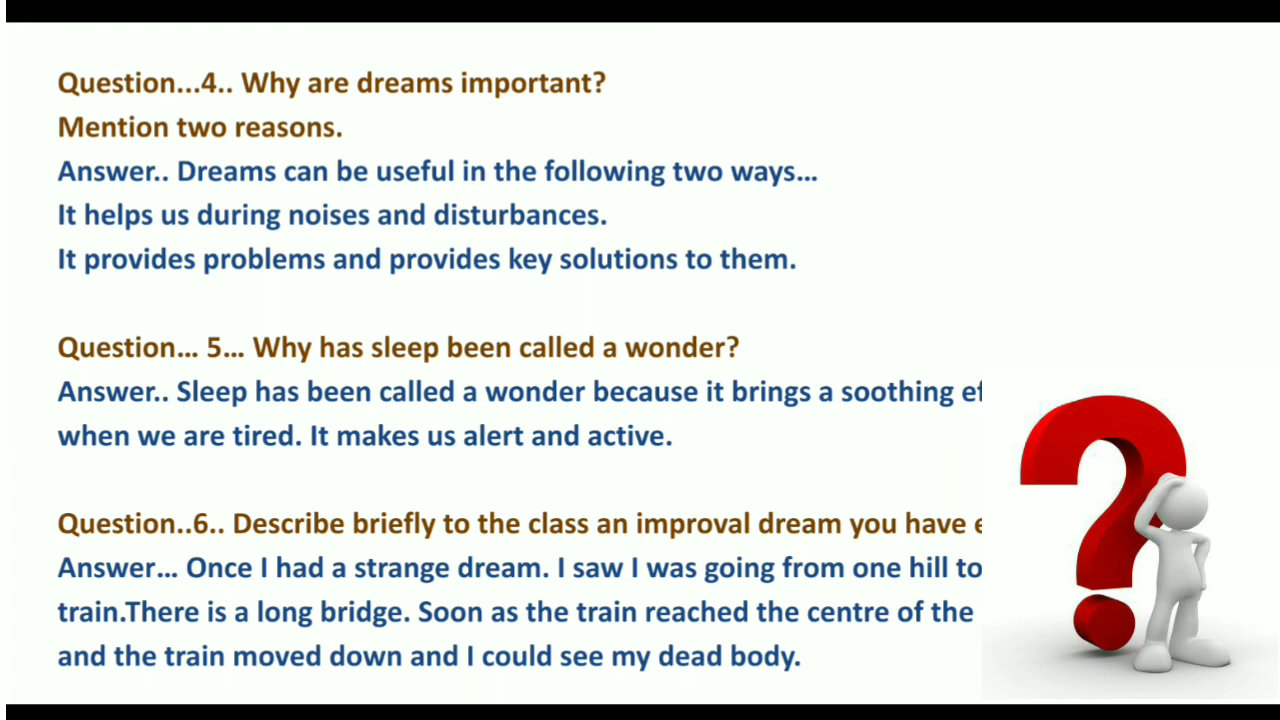 Question...4.. Why are dreams important?
Mention two reasons.
Answer.. Dreams can be useful in the following two ways...
It helps us during noises and disturbances.
It provides problems and provides key solutions to them.
Question... 5... Why has sleep been called a wonder?
Answer.. Sleep has been called a wonder because it brings a soothing
when we are tired. It makes us alert and active.
Question..6.. Describe briefly to the class an improval dream you have
Answer... Once I had a strange dream. I saw I was going from one hill to
train.There is a long bridge. Soon as the train reached the centre of the
and the train moved down and I could see my dead body.